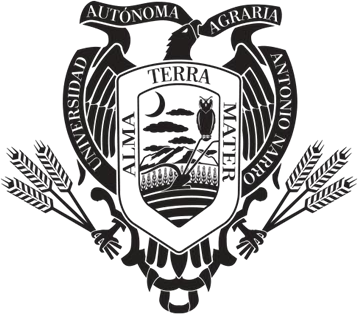 UNIVERSIDAD
AUTÓNOMA
AGRARIA
ANTONIO NARRO
ALMA
TERRA
MATER